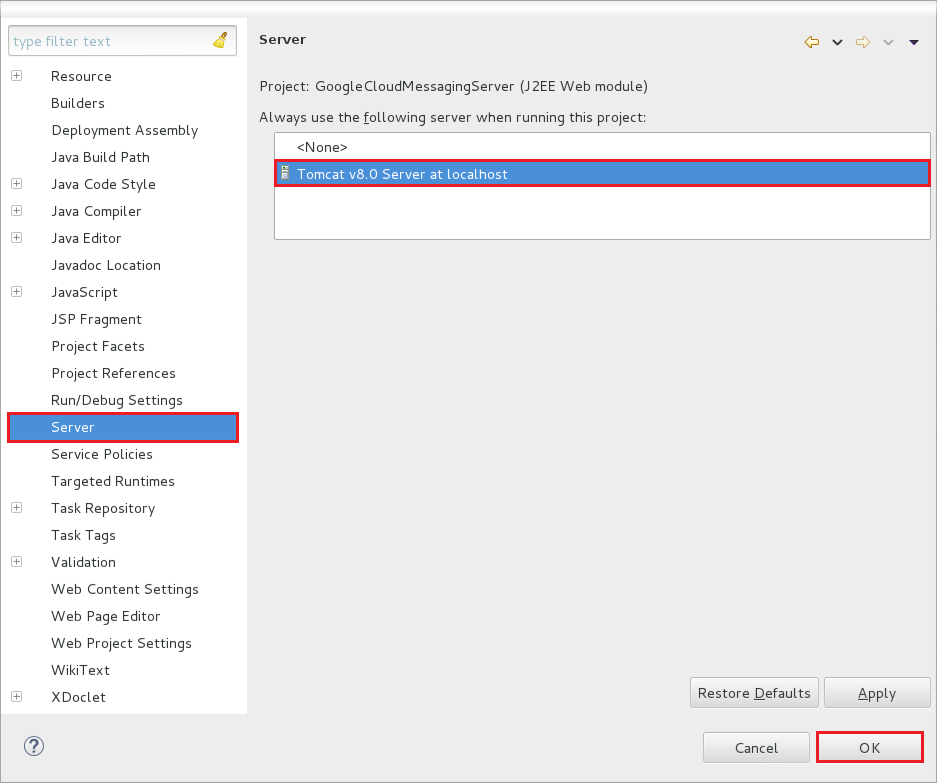 type filter text
Resource
Builders
Deployment Assembly
Java Build Path
Java Code Style
Java Compiler
Java Editor
Javadoc Location
JavaScript
JSP Fragment
Project Facets
Project References
Run/Debug Settings
Server
Service Policies
Targeted Runtimes
Task Repository
Task Tags
Validation
Web Content Settings
Web Page Editor
Web Project Settings
WikiText
XDoclet
Server
Project: GoogleCloudMessagingServer (J2EE Web module)
Always use the following server when running this project:
<None>
Tomcat v8.0 Server at localhost
Restore Defaults Apply
? Cancel OK